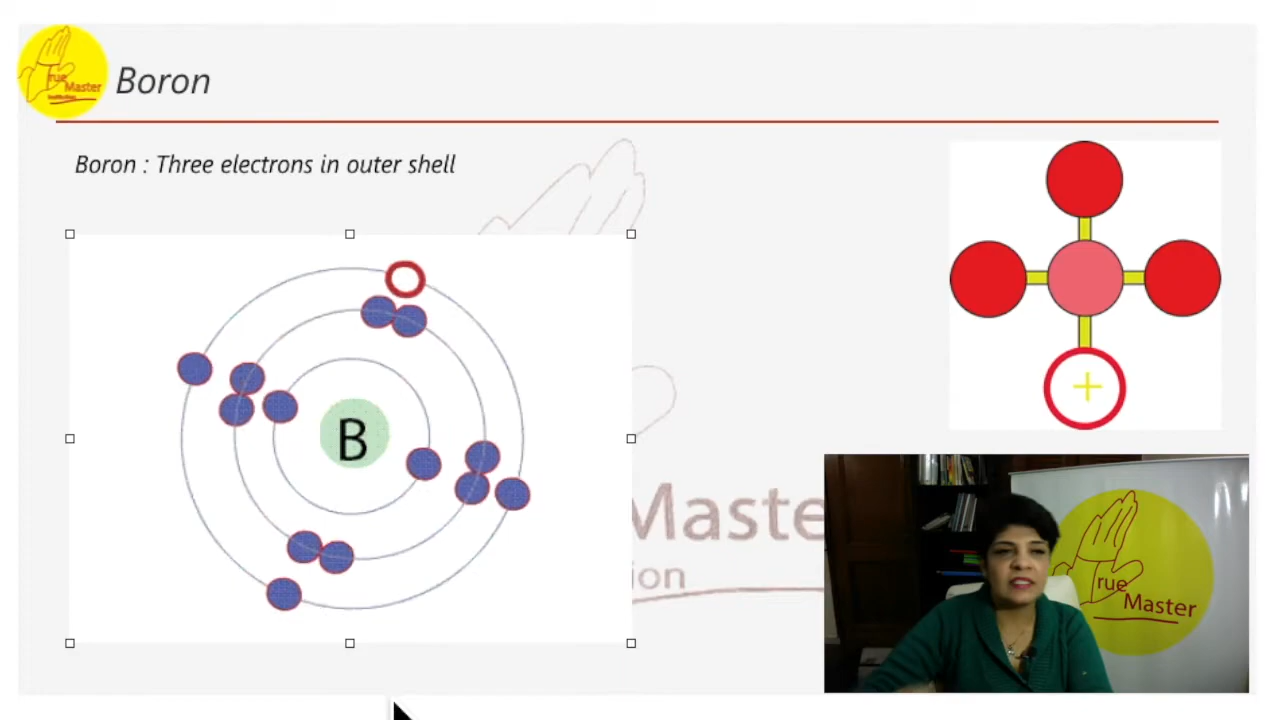 rue
Master
Boron
Boron : Three electrons in outer shell
B
+
Maste
ion
rue
Master